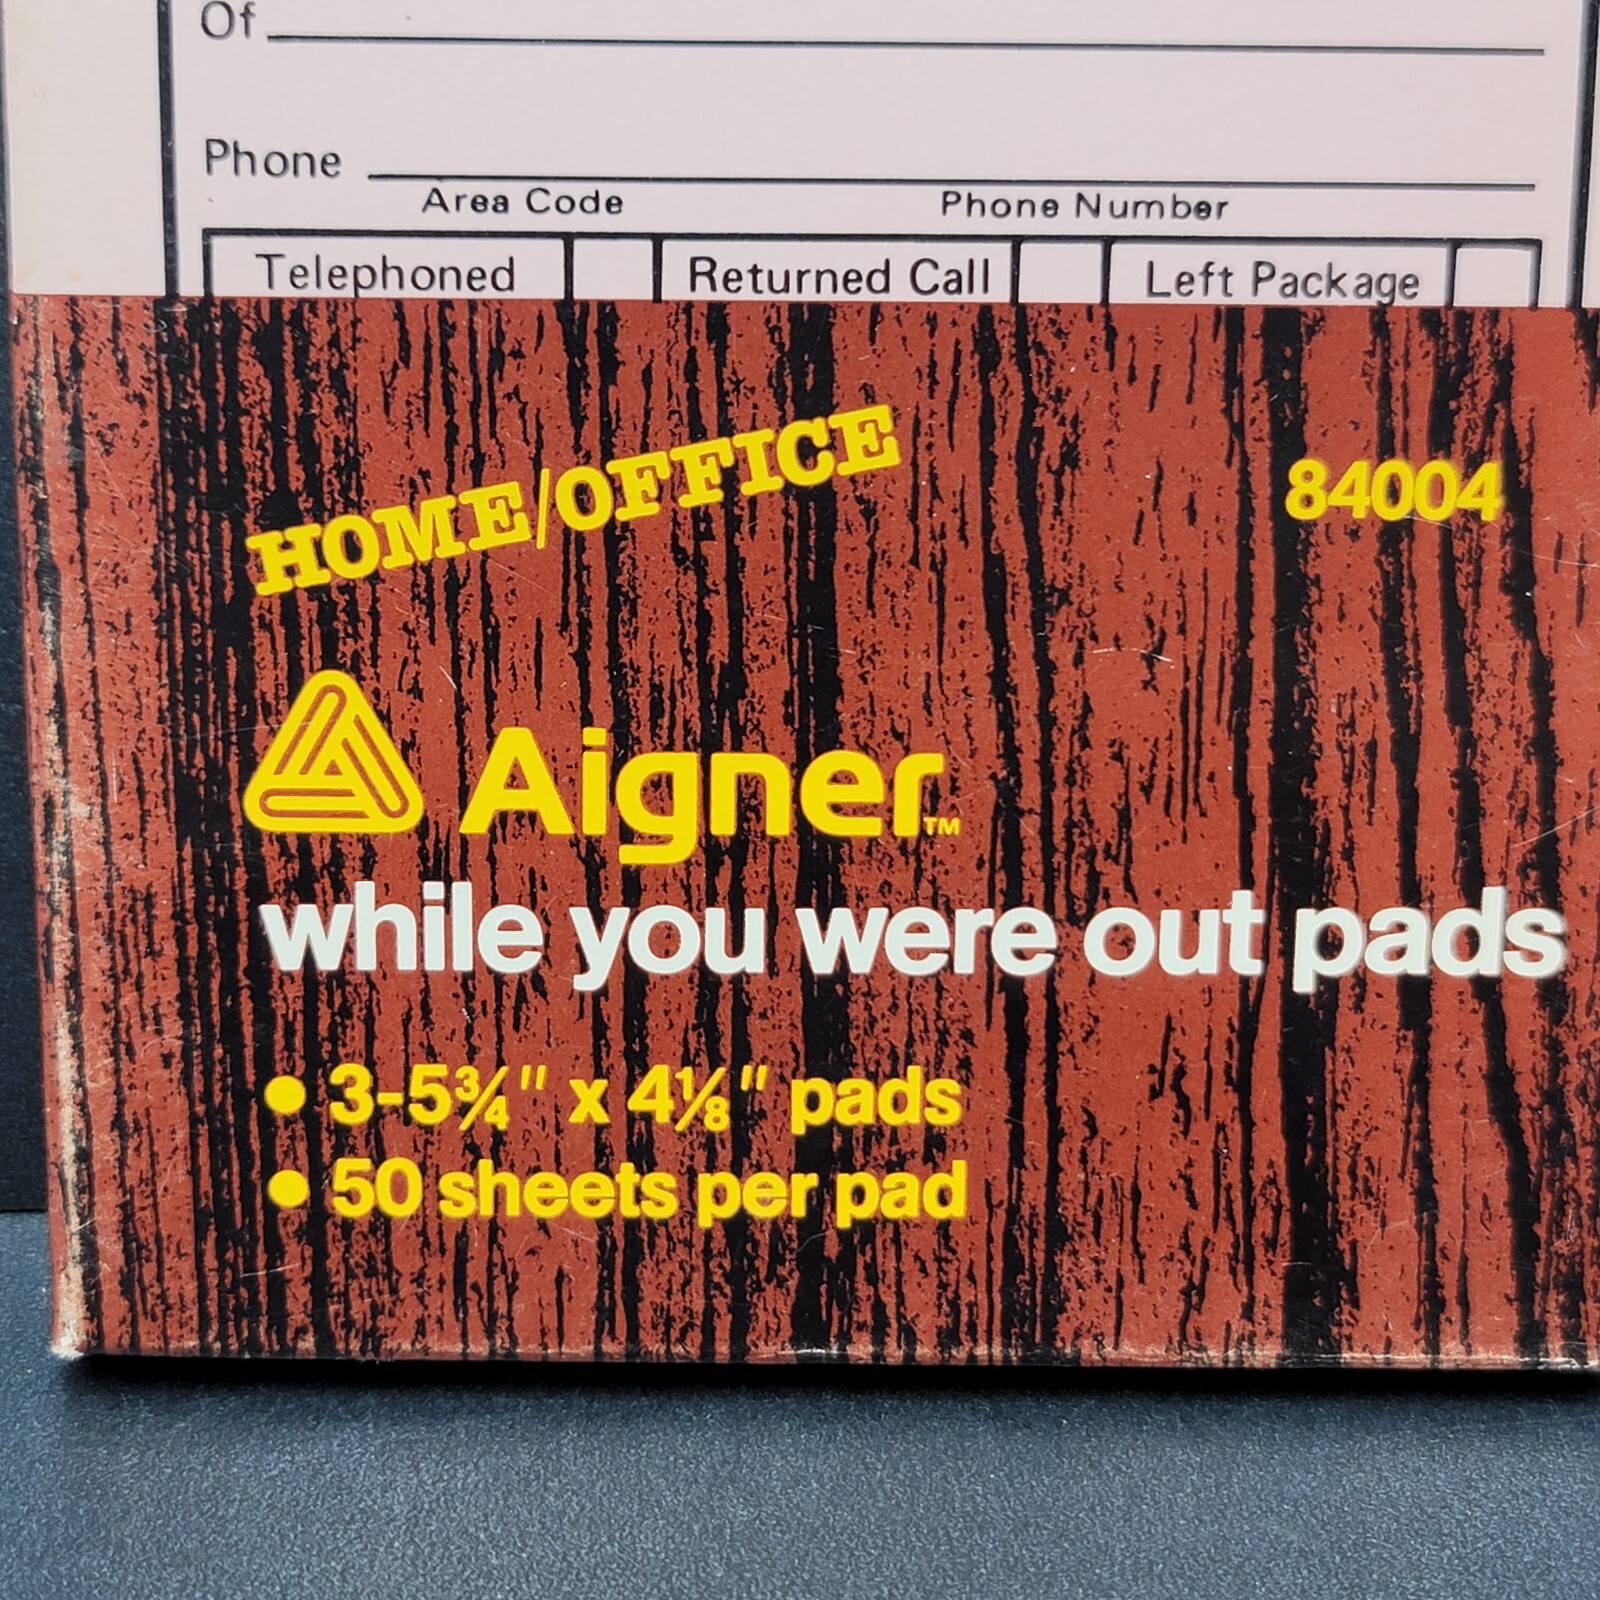 Of
Phone
Area Code Phone Number
Telephoned Returned Call Left Package
HOME/OFFICE
84004
Aigner™
while you were out pads
• 3-5¾" x 4⅛" pads
• 50 sheets per pad